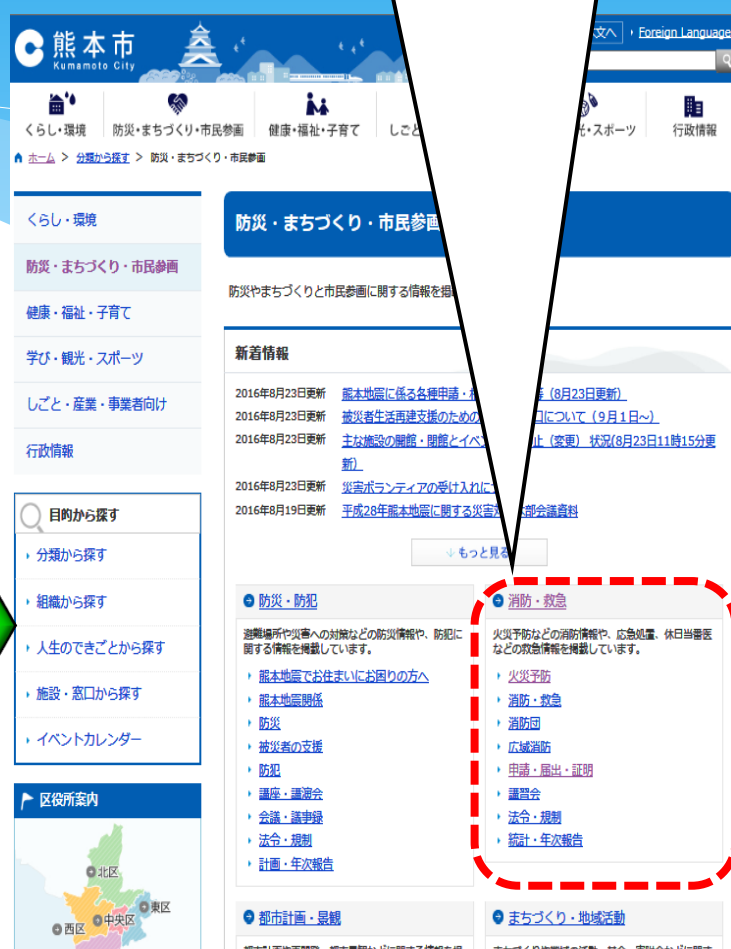 熊本市
Kumamoto City
文へ Foreign Language
くらし・環境 防災・まちづくり・市民参画 健康・福祉・子育て しごと ・スポーツ 行政情報
ホーム > 分類から探す > 防災・まちづくり・市民参画
くらし・環境
防災・まちづくり・市民参画
健康・福祉・子育て
学び・観光・スポーツ
しごと・産業・事業者向け
行政情報
目的から探す
分類から探す
組織から探す
人生のできごとから探す
施設・窓口から探す
イベントカレンダー
区役所案内
北区
東区
中央区
西区
防災・まちづくり・市民参画
防災やまちづくりと市民参画に関する情報を掲
新着情報
2016年8月23日更新 熊本地震に係る各種申請・ (8月23日更新)
2016年8月23日更新 被災者生活再建支援のための 口について(9月1日~)
2016年8月23日更新 主な施設の開館・閉館とイベン 止(変更) 状況(8月23日11時15分更
新)
2016年8月23日更新 災害ボランティアの受け入れに
2016年8月19日更新 平成28年熊本地震に関する災害 部会議資料
もっと見る
防災・防犯
避難場所や災害への対策などの防災情報や、防犯に
関する情報を掲載しています。
熊本地震でお住まいにお困りの方へ
熊本地震関係
防災
被災者の支援
防犯
講座・講演会
会議・議事録
法令・規制
計画・年次報告
消防・救急
火災予防などの消防情報や、応急処置、休日当番医
などの救急情報を掲載しています。
火災予防
消防・救急
消防団
広域消防
申請・届出・証明
講習会
法令・規制
統計・年次報告
都市計画・景観
まちづくり・地域活動